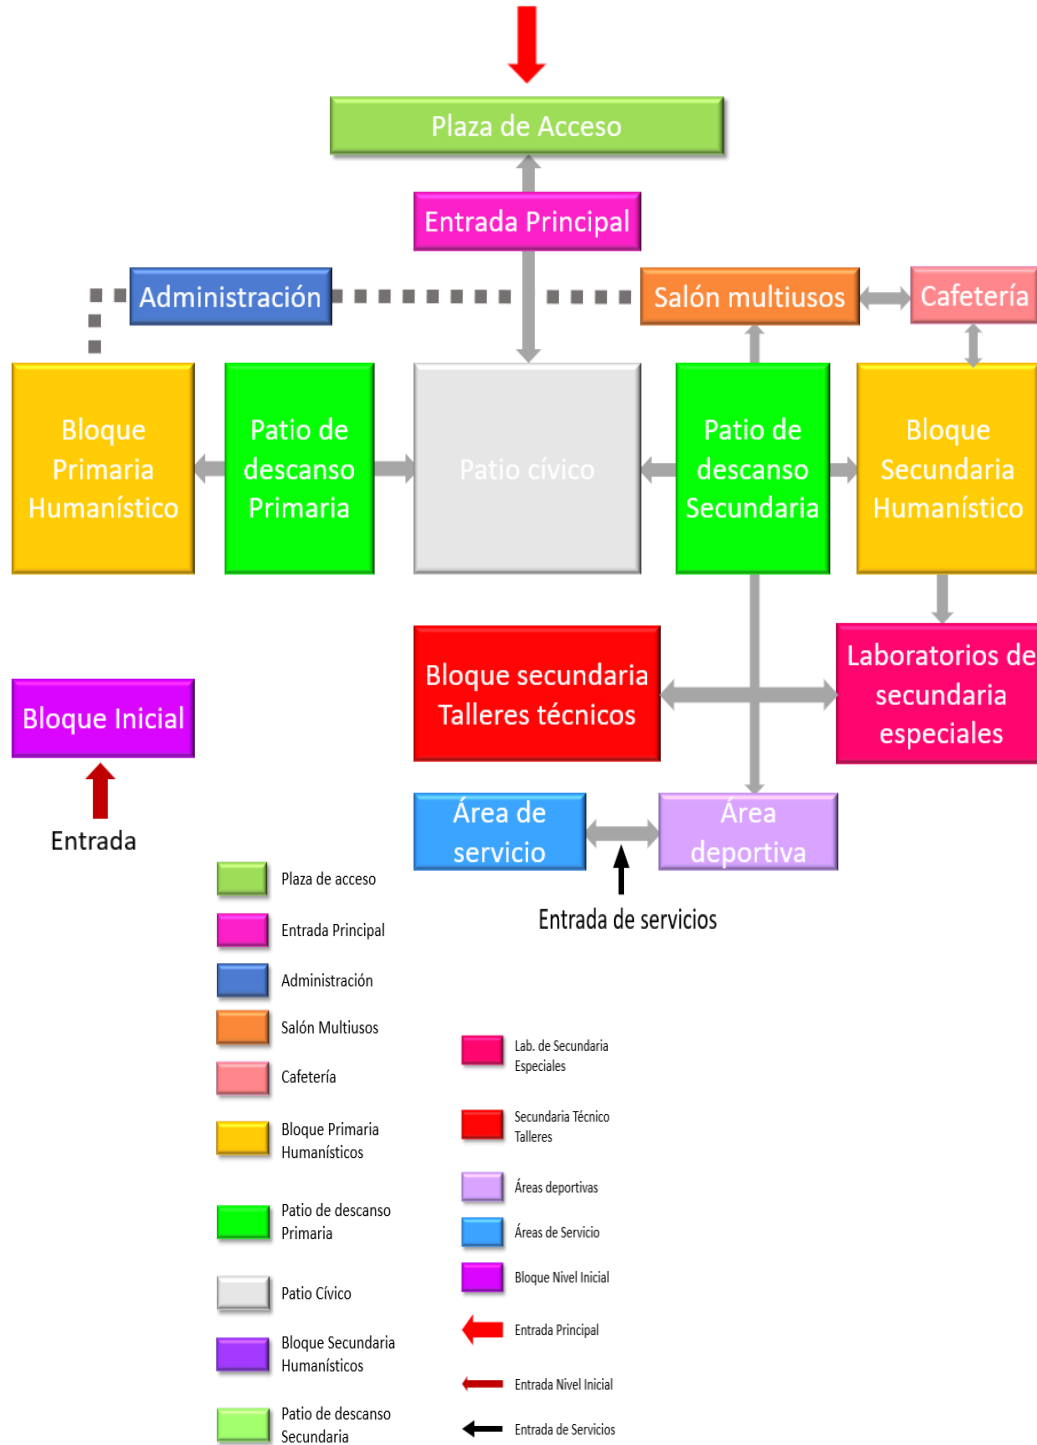 Plaza de Acceso
Entrada Principal
Administración
Salón multiusos
Cafetería
Bloque
Primaria
Humanístico
Patio de
descanso
Primaria
Patio cívico
Patio de
descanso
Secundaria
Bloque
Secundaria
Humanístico
Bloque secundaria
Talleres técnicos
Laboratorios de
secundaria
especiales
Bloque Inicial
Entrada
Área de
servicio
Área
deportiva
Entrada de servicios
Plaza de acceso
Entrada Principal
Administración
Salón Multiusos
Cafetería
Bloque Primaria
Humanísticos
Patio de descanso
Primaria
Patio Cívico
Bloque Secundaria
Humanísticos
Patio de descanso
Secundaria
Lab. de Secundaria
Especiales
Secundaria Técnico
Talleres
Áreas deportivas
Áreas de Servicio
Bloque Nivel Inicial
Entrada Principal
Entrada Nivel Inicial
Entrada de Servicios